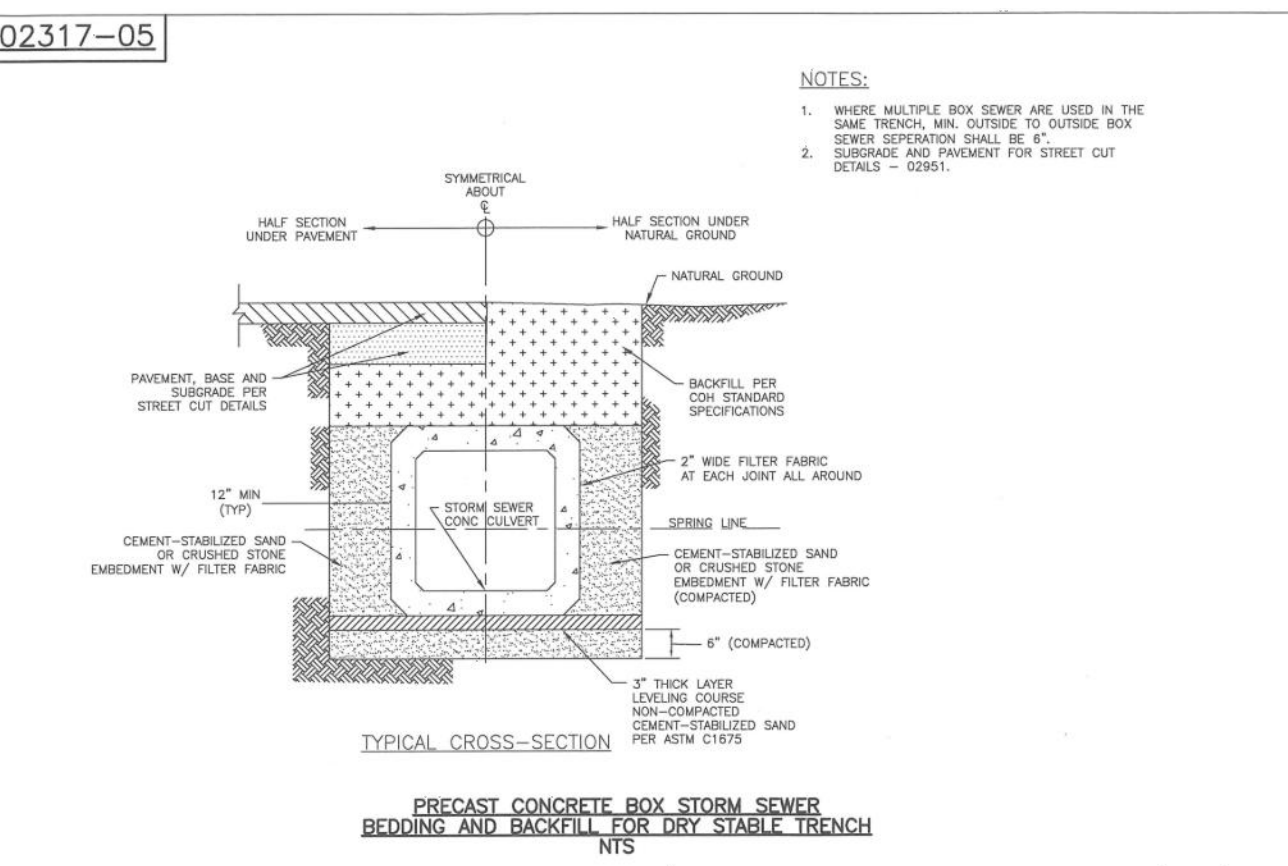 02317-05
NOTES:
1. WHERE MULTIPLE BOX SEWER ARE USED IN THE
SAME TRENCH, MIN. OUTSIDE TO OUTSIDE BOX
SEWER SEPERATION SHALL BE 6".
2. SUBGRADE AND PAVEMENT FOR STREET CUT
DETAILS - 02951.
SYMMETRICAL
ABOUT
℄
HALF SECTION
UNDER PAVEMENT
HALF SECTION UNDER
NATURAL GROUND
NATURAL GROUND
PAVEMENT, BASE AND
SUBGRADE PER
STREET CUT DETAILS
BACKFILL PER
COH STANDARD
SPECIFICATIONS
2" WIDE FILTER FABRIC
AT EACH JOINT ALL AROUND
12" MIN
(TYP)
STORM SEWER
CONC CULVERT
SPRING LINE
CEMENT-STABILIZED SAND
OR CRUSHED STONE
EMBEDMENT W/ FILTER FABRIC
CEMENT-STABILIZED SAND
OR CRUSHED STONE
EMBEDMENT W/ FILTER FABRIC
(COMPACTED)
6" (COMPACTED)
3" THICK LAYER
LEVELING COURSE
NON-COMPACTED
CEMENT-STABILIZED SAND
PER ASTM C1675
TYPICAL CROSS-SECTION
PRECAST CONCRETE BOX STORM SEWER
BEDDING AND BACKFILL FOR DRY STABLE TRENCH
NTS